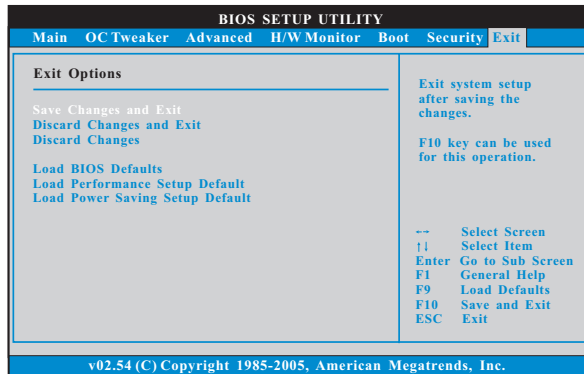 BIOS SETUP UTILITY
Main OC Tweaker Advanced H/W Monitor Boot Security Exit
Exit Options
Save Changes and Exit
Discard Changes and Exit
Discard Changes
Load BIOS Defaults
Load Performance Setup Default
Load Power Saving Setup Default
Exit system setup
after saving the
changes.
F10 key can be used
for this operation.
←→ Select Screen
↑↓ Select Item
Enter Go to Sub Screen
F1 General Help
F9 Load Defaults
F10 Save and Exit
ESC Exit
v02.54 (C) Copyright 1985-2005, American Megatrends, Inc.